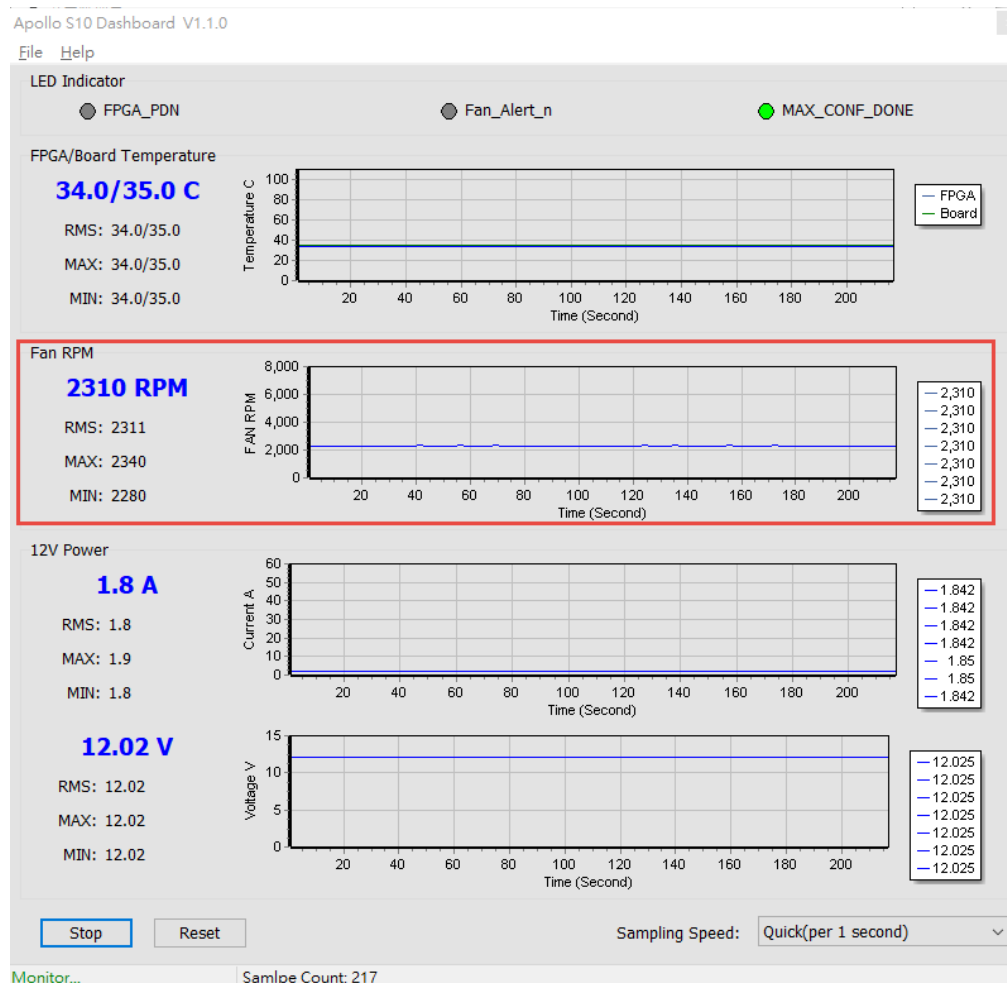 Apollo S10 Dashboard V1.1.0
File Help
LED Indicator
FPGA_PDN Fan_Alert_n MAX_CONF_DONE
FPGA/Board Temperature
34.0/35.0 C
RMS: 34.0/35.0
MAX: 34.0/35.0
MIN: 34.0/35.0
Temperature C
100
80
60
40
20
0
20 40 60 80 100 120 140 160 180 200
Time (Second)
FPGA
Board
Fan RPM
2310 RPM
RMS: 2311
MAX: 2340
MIN: 2280
FAN RPM
8,000
6,000
4,000
2,000
0
20 40 60 80 100 120 140 160 180 200
Time (Second)
2,310
2,310
2,310
2,310
2,310
2,310
2,310
12V Power
1.8 A
RMS: 1.8
MAX: 1.9
MIN: 1.8
Current A
60
50
40
30
20
10
0
20 40 60 80 100 120 140 160 180 200
Time (Second)
1.842
1.842
1.842
1.842
1.85
1.85
1.842
12.02 V
RMS: 12.02
MAX: 12.02
MIN: 12.02
Voltage V
15
10
5
0
20 40 60 80 100 120 140 160 180 200
Time (Second)
12.025
12.025
12.025
12.025
12.025
12.025
12.025
Stop Reset Sampling Speed: Quick(per 1 second)
Monitor... Samlpe Count: 217